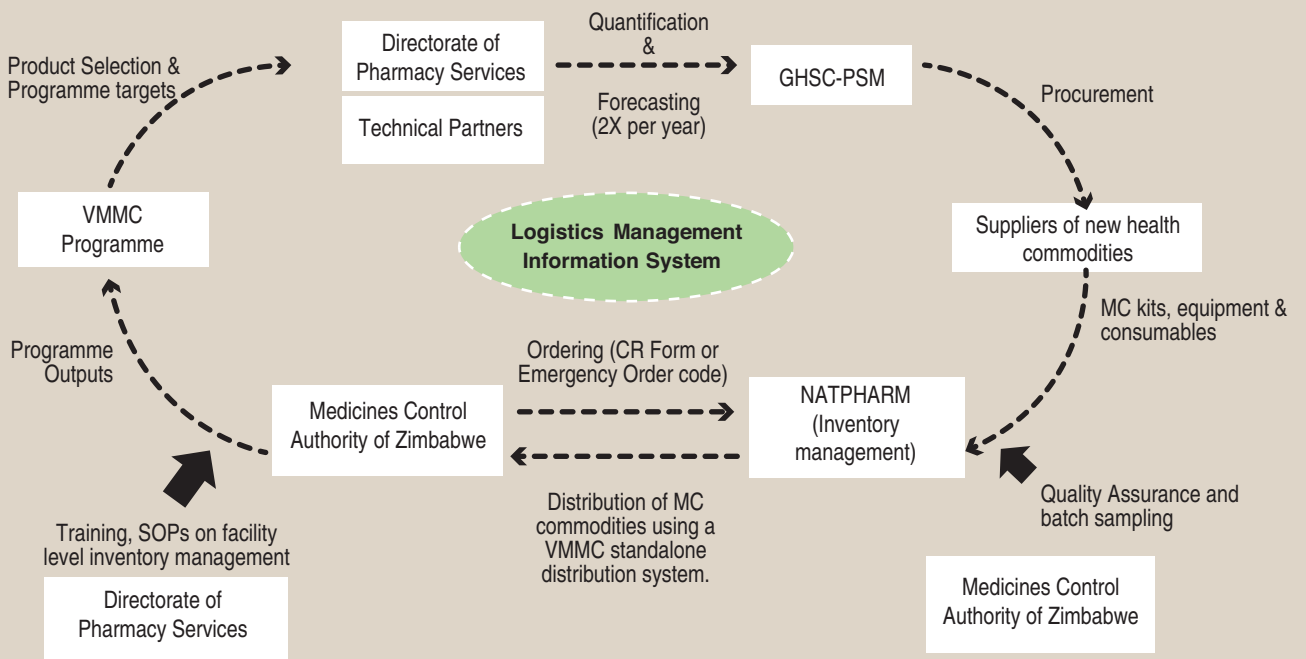 Product Selection &
Programme targets
Directorate of
Pharmacy Services
Technical Partners
Quantification
&
Forecasting
(2X per year)
GHSC-PSM
Procurement
VMMC
Programme
Logistics Management
Information System
Suppliers of new health
commodities
MC kits, equipment &
consumables
Programme
Outputs
Medicines Control
Authority of Zimbabwe
Ordering (CR Form or
Emergency Order code)
NATPHARM
(Inventory
management)
Distribution of MC
commodities using a
VMMC standalone
distribution system.
Quality Assurance and
batch sampling
Training, SOPs on facility
level inventory management
Directorate of
Pharmacy Services
Medicines Control
Authority of Zimbabwe